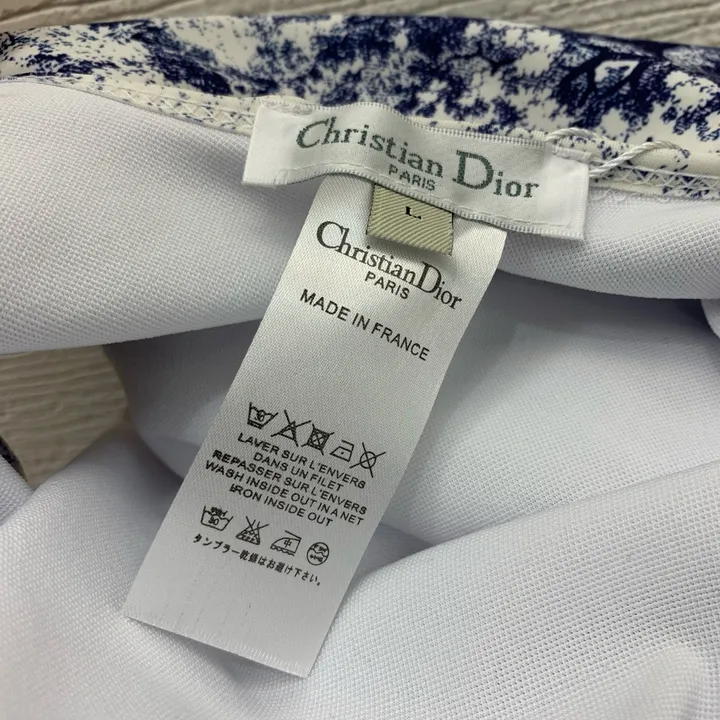 Christian Dior
PARIS
L
Christian Dior
PARIS
MADE IN FRANCE
LAVER SUR L'ENVERS
DANS UN FILET
REPASSER SUR L'ENVERS
WASH INSIDE OUT IN A NET
IRON INSIDE OUT
タンブラー乾燥はお避け下さい。